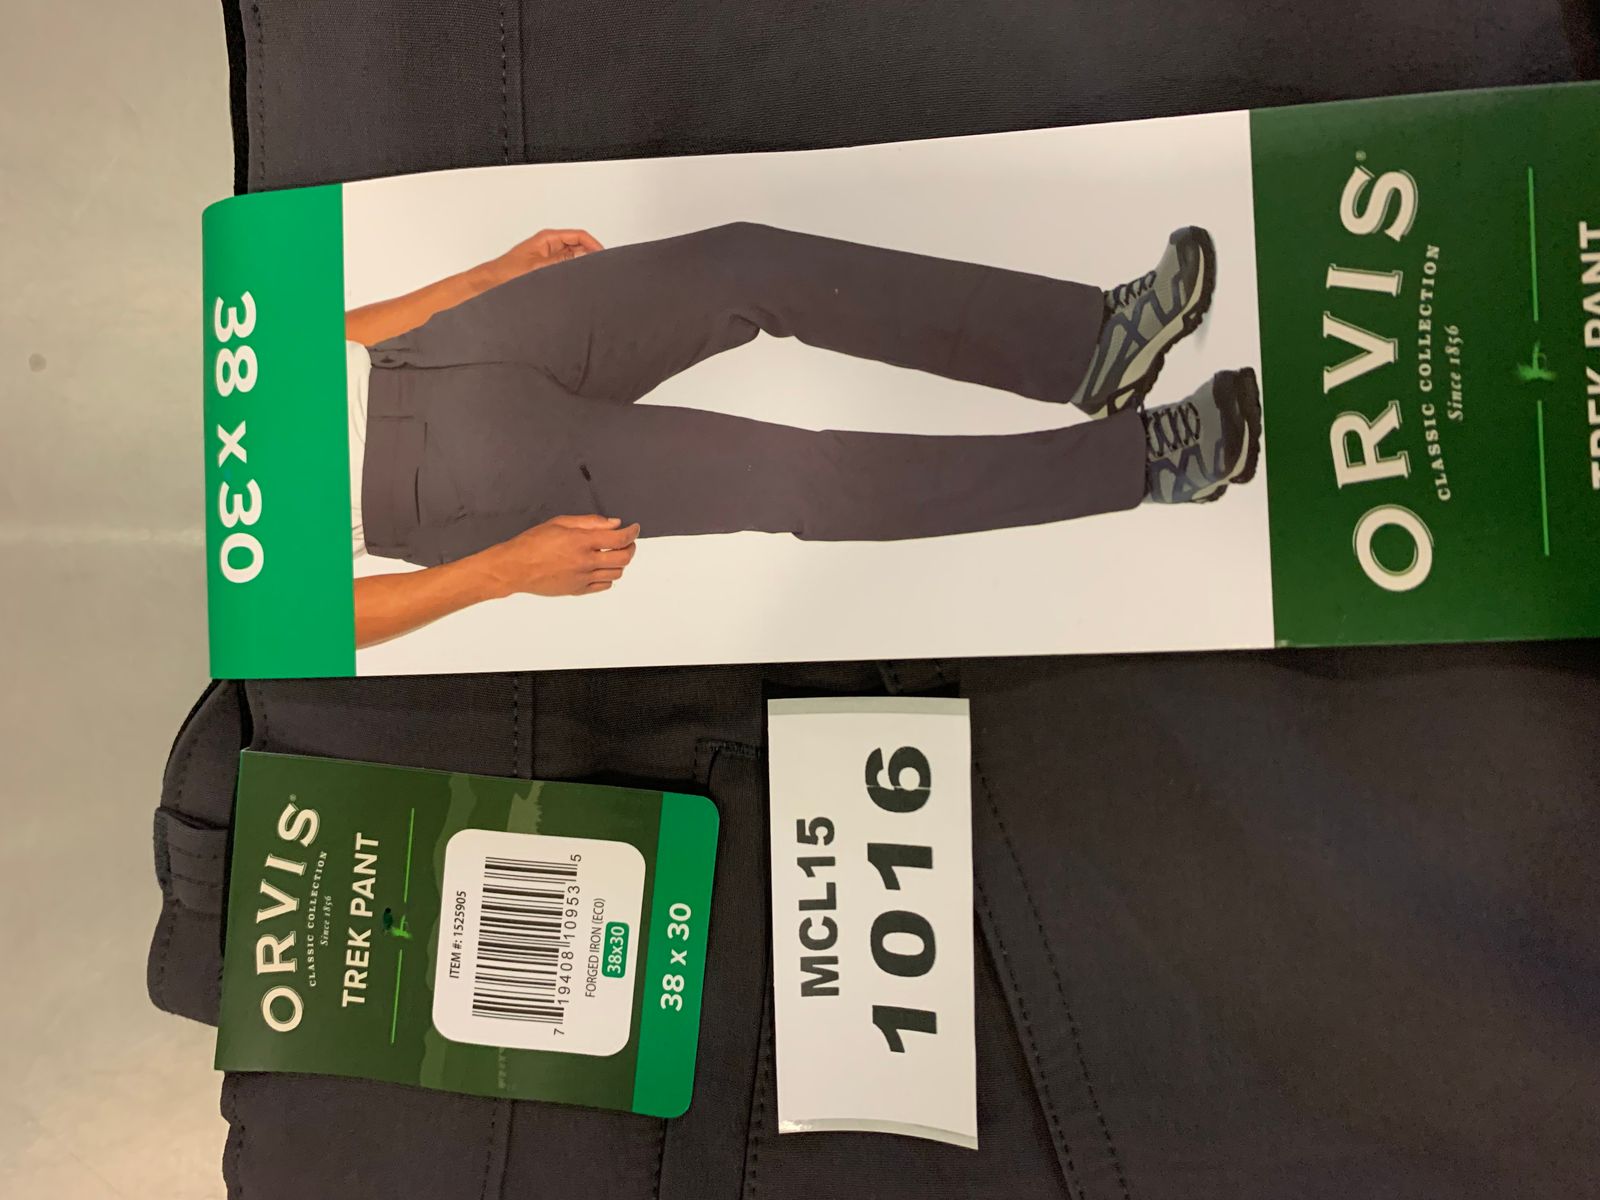 38 x 30
ORVIS®
CLASSIC COLLECTION
Since 1856
TREK PANT
ORVIS®
CLASSIC COLLECTION
Since 1856
TREK PANT
ITEM #: 1525905
7 19408 10953 5
FORGED IRON (EC0)
38x30
38 x 30
MCL15
1016